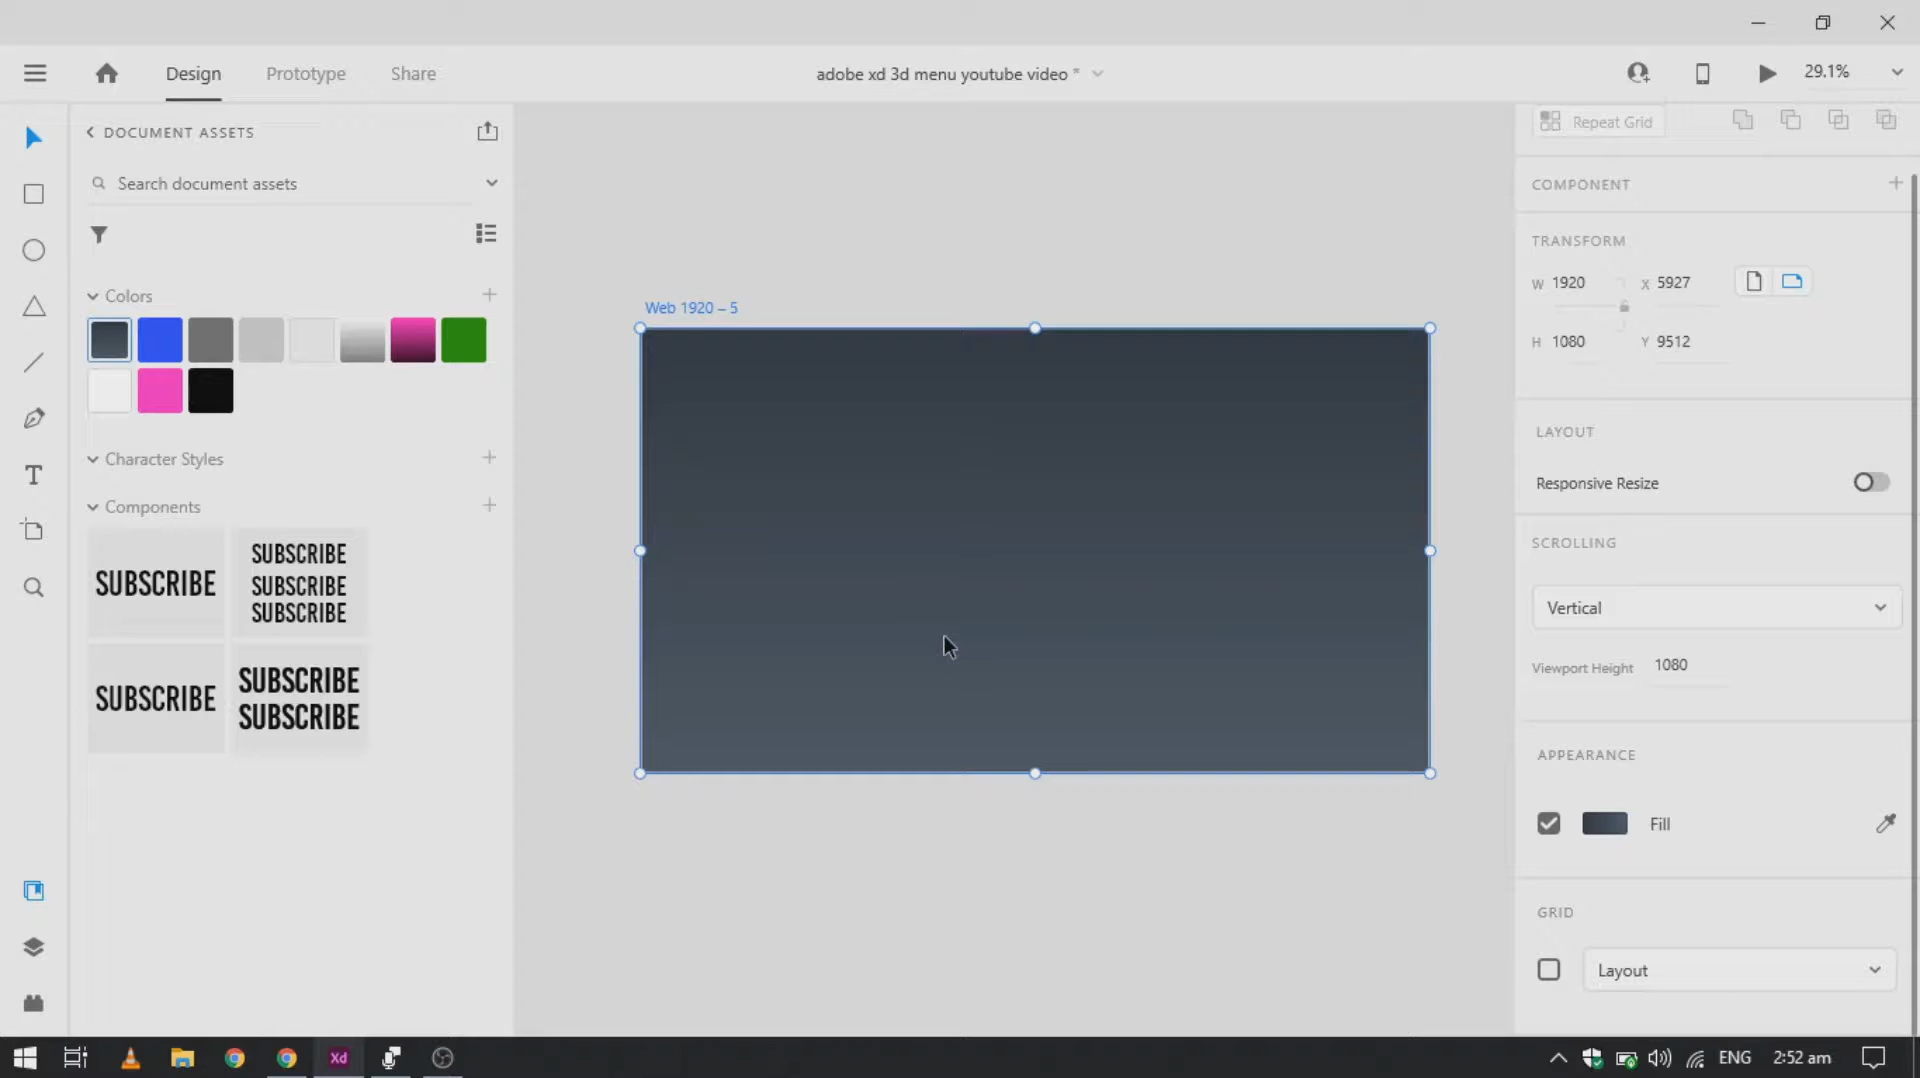 Design
Prototype
Share
adobe xd 3d menu youtube video *
29.1%
DOCUMENT ASSETS
Search document assets
Colors
Character Styles
Components
SUBSCRIBE
SUBSCRIBE
SUBSCRIBE
SUBSCRIBE
SUBSCRIBE
SUBSCRIBE
SUBSCRIBE
Web 1920 – 5
Repeat Grid
COMPONENT
TRANSFORM
W 1920
X 5927
H 1080
Y 9512
LAYOUT
Responsive Resize
SCROLLING
Vertical
Viewport Height 1080
APPEARANCE
Fill
GRID
Layout
Xd
ENG
2:52 am